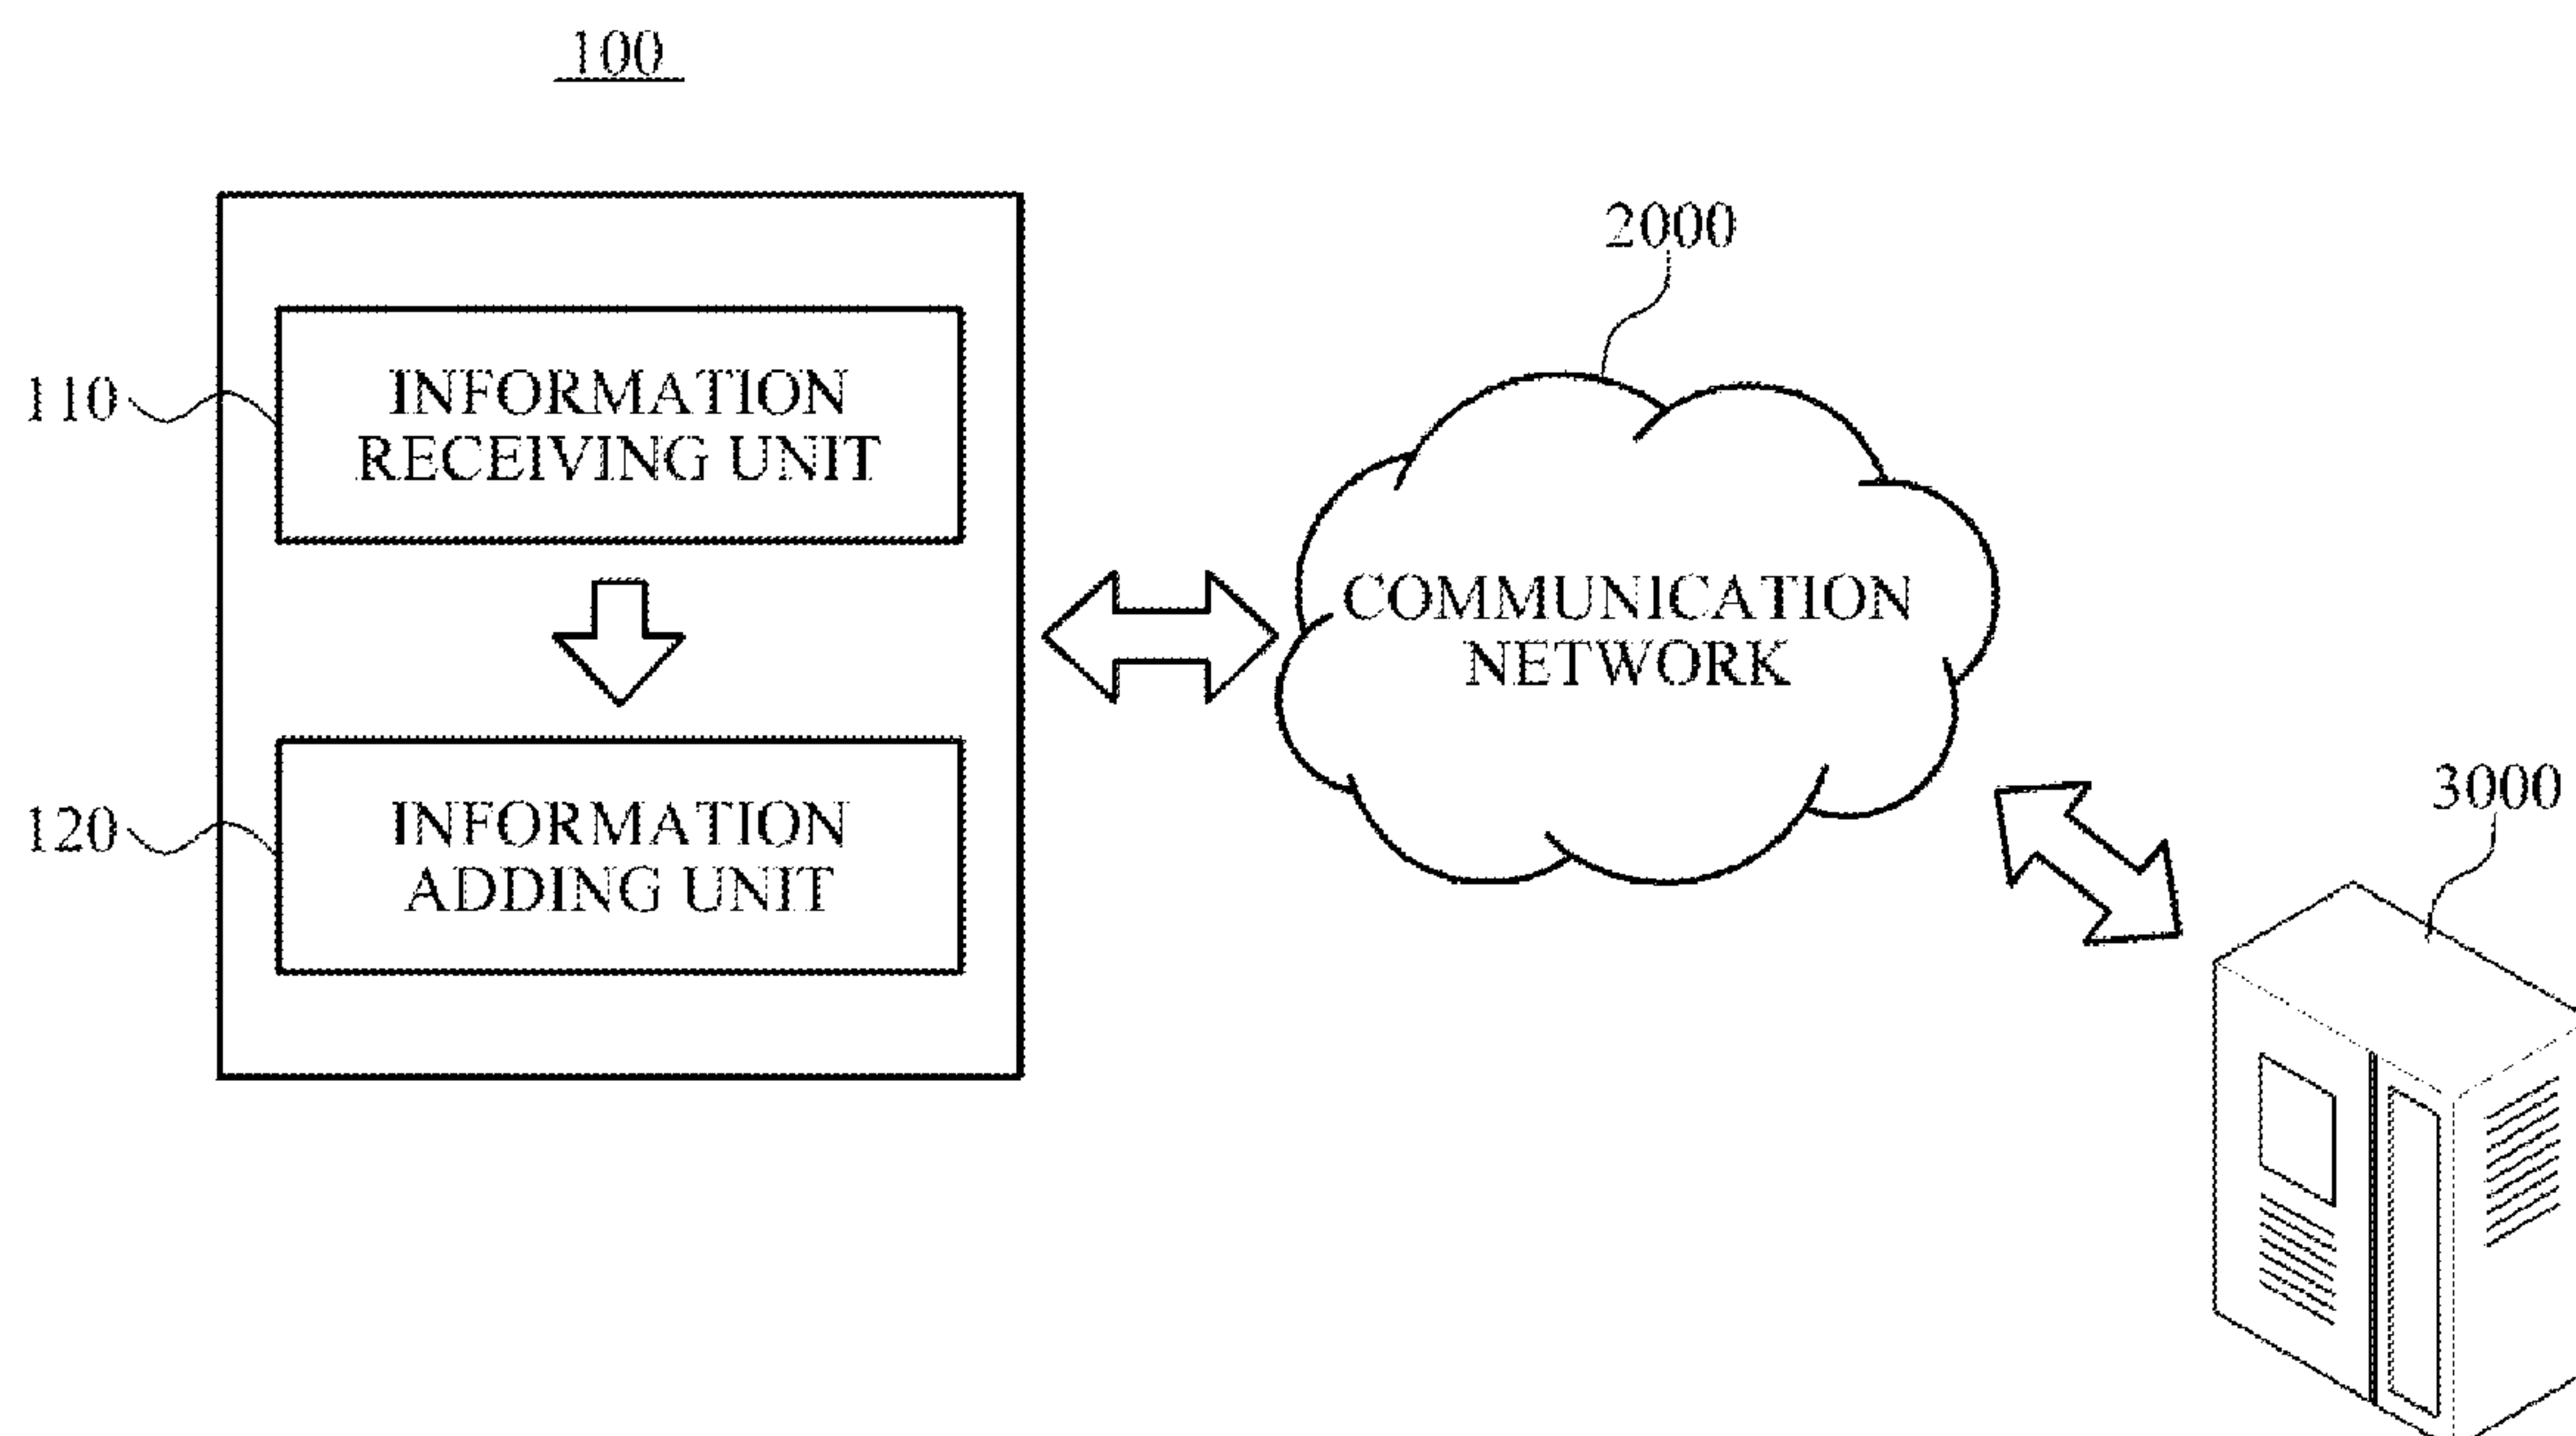 100
2000
110
INFORMATION
RECEIVING UNIT
COMMUNICATION
NETWORK
3000
120
INFORMATION
ADDING UNIT